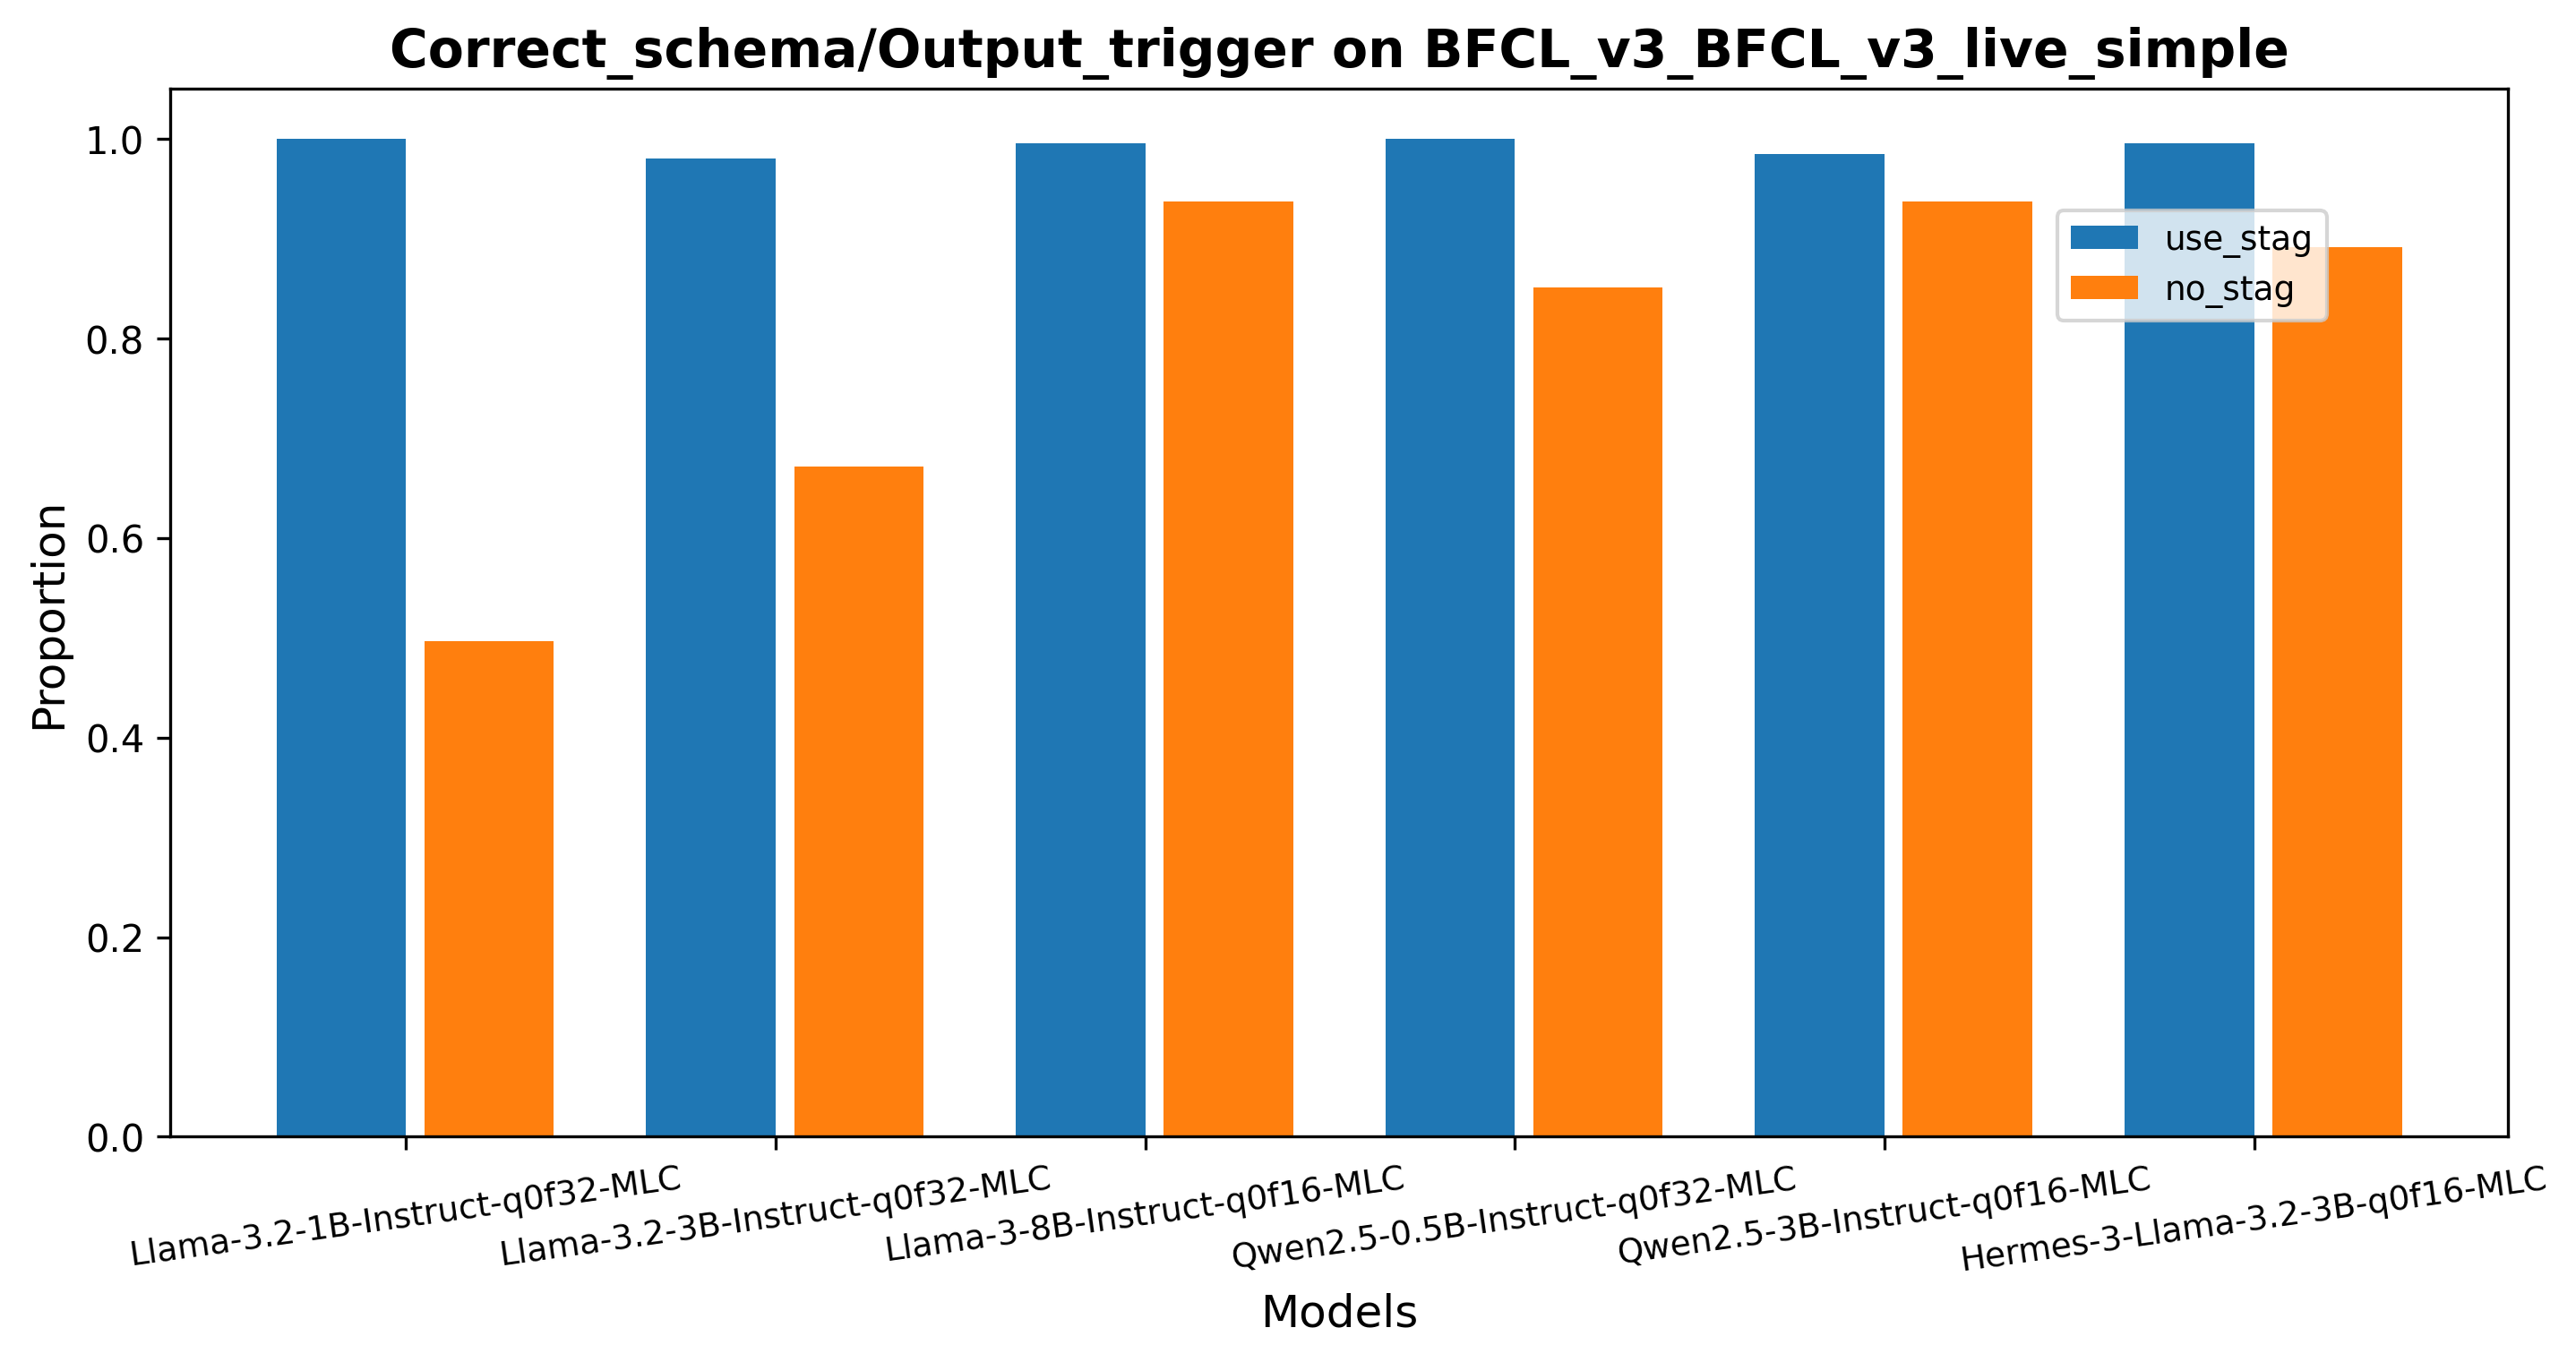 Correct_schema/Output_trigger on BFCL_v3_BFCL_v3_live_simple
Proportion
1.0
0.8
0.6
0.4
0.2
0.0
use_stag
no_stag
Llama-3.2-1B-Instruct-q0f32-MLC
Llama-3.2-3B-Instruct-q0f32-MLC
Llama-3-8B-Instruct-q0f16-MLC
Qwen2.5-0.5B-Instruct-q0f32-MLC
Qwen2.5-3B-Instruct-q0f16-MLC
Hermes-3-Llama-3.2-3B-q0f16-MLC
Models